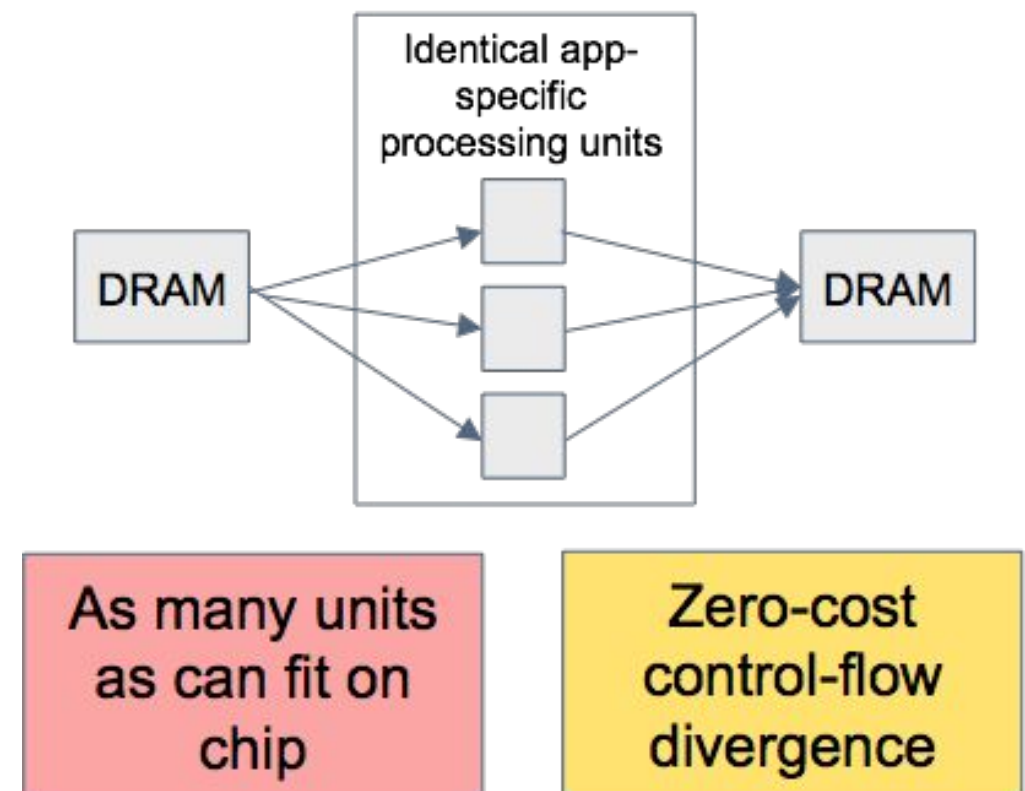 Identical app-
specific
processing units
DRAM
DRAM
As many units
as can fit on
chip
Zero-cost
control-flow
divergence